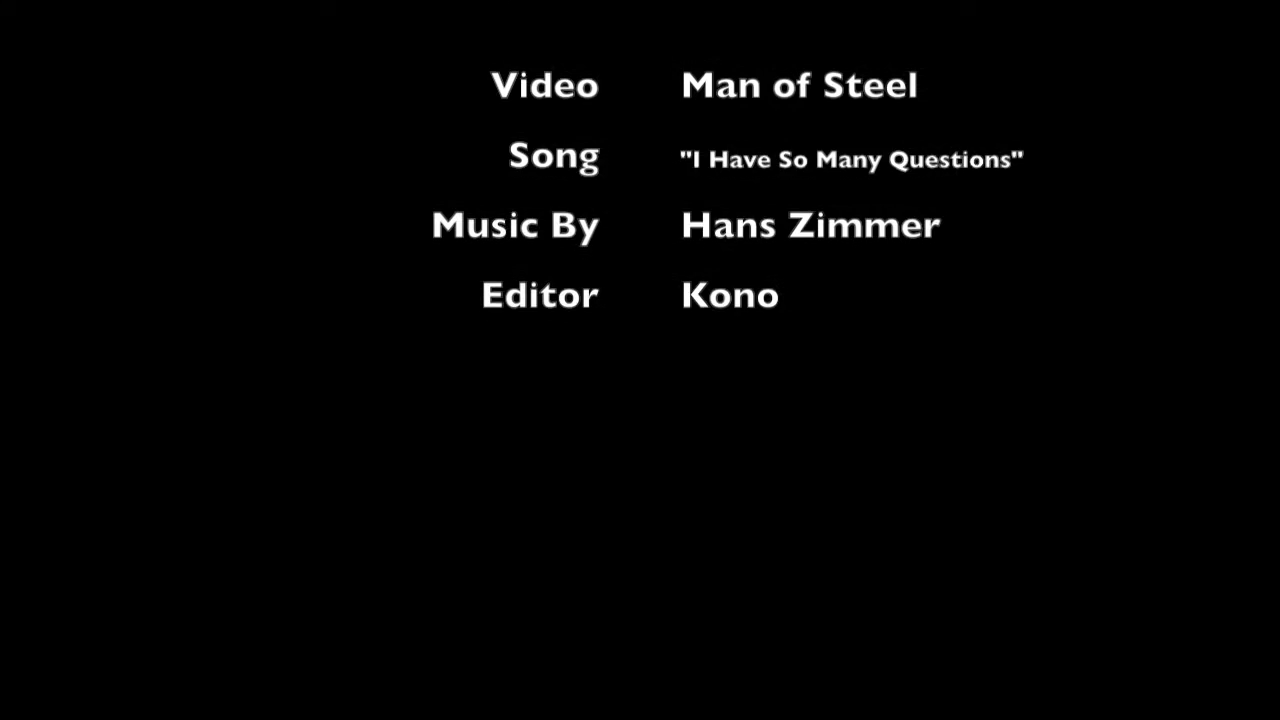 Video Man of Steel
Song "I Have So Many Questions"
Music By Hans Zimmer
Editor Kono